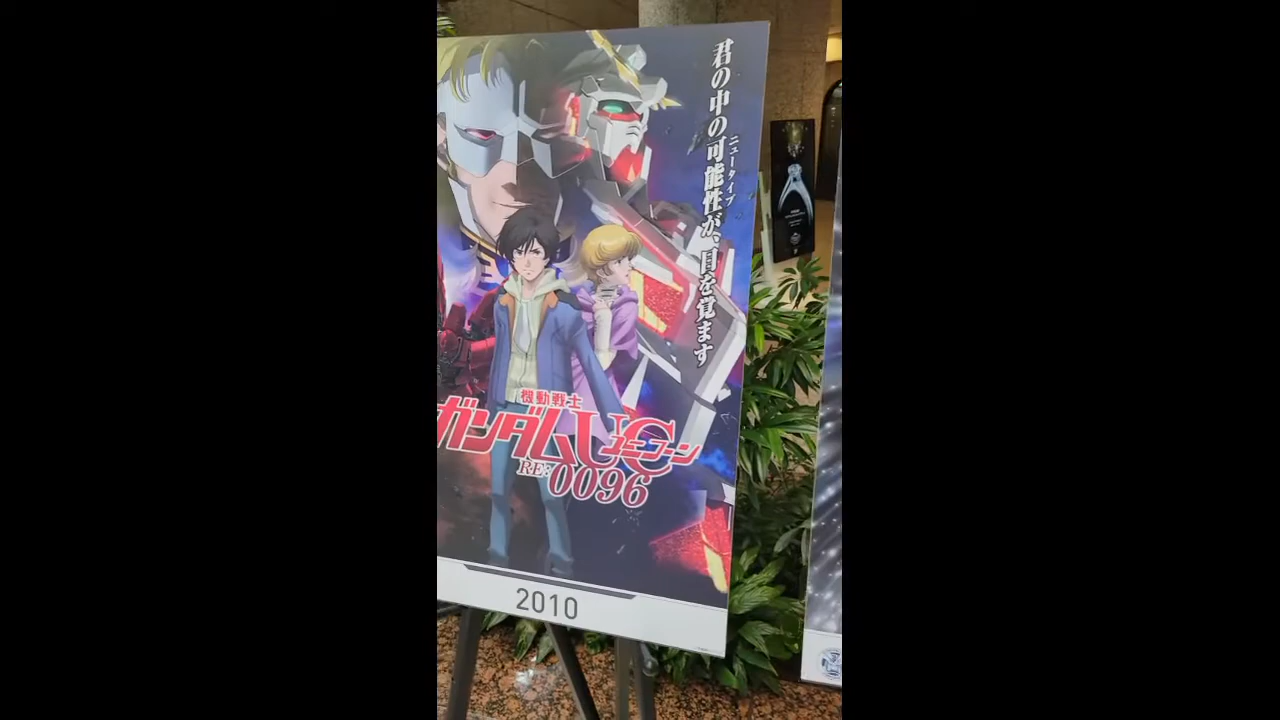 君の中の可能性が、目を覚ます
ニュータイプ
機動戦士
ガンダムUC
ユニコーン
RE:0096
2010